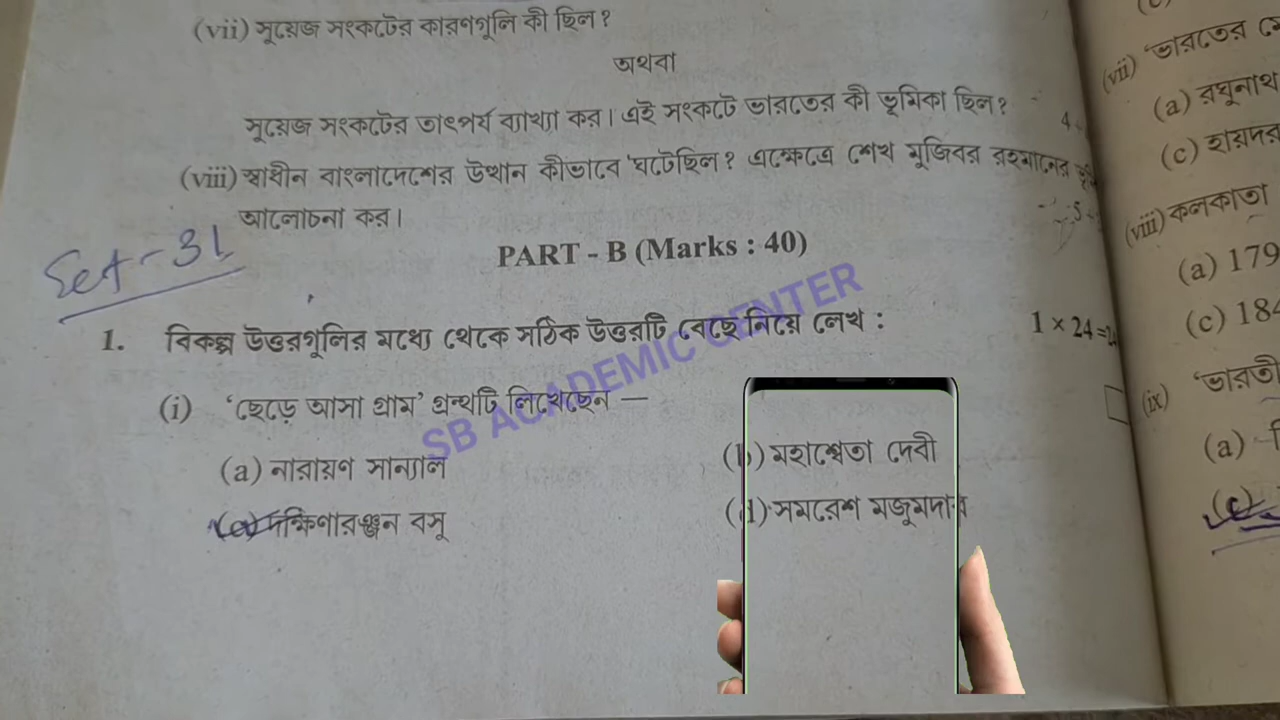 (vii) সুয়েজ সংকটের কারণগুলি কী ছিল ?
অথবা
সুয়েজ সংকটের তাৎপর্য ব্যাখ্যা কর। এই সংকটে ভারতের কী ভূমিকা ছিল ? 4
(viii) স্বাধীন বাংলাদেশের উত্থান কীভাবে ঘটেছিল ? এক্ষেত্রে শেখ মুজিবর রহমানের
আলোচনা কর।
Set - 31
PART - B (Marks : 40)
1. বিকল্প উত্তরগুলির মধ্যে থেকে সঠিক উত্তরটি বেছে নিয়ে লেখ : 1 × 24 = 24
(i) ‘ছেড়ে আসা গ্রাম’ গ্রন্থটি লিখেছেন —
(a) নারায়ণ সান্যাল (b) মহাশ্বেতা দেবী
(c) দক্ষিণারঞ্জন বসু (d) সমরেশ মজুমদার
SB ACADEMIC CENTER
(vii) ‘ভারতের
(a) রঘুনাথ
(c) হায়দর
(viii) কলকাতা
(a) 179
(c) 184
(ix) ‘ভারতী
(a)
(c)